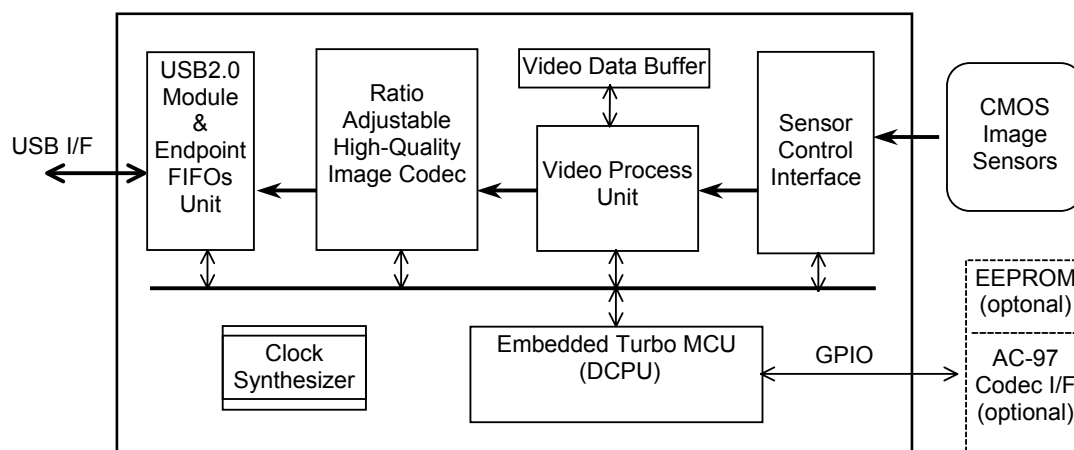 USB I/F
USB2.0
Module
&
Endpoint
FIFOs
Unit
Ratio
Adjustable
High-Quality
Image Codec
Video Data Buffer
Video Process
Unit
Sensor
Control
Interface
CMOS
Image
Sensors
Clock
Synthesizer
Embedded Turbo MCU
(DCPU)
GPIO
EEPROM
(optonal)
AC-97
Codec I/F
(optional)